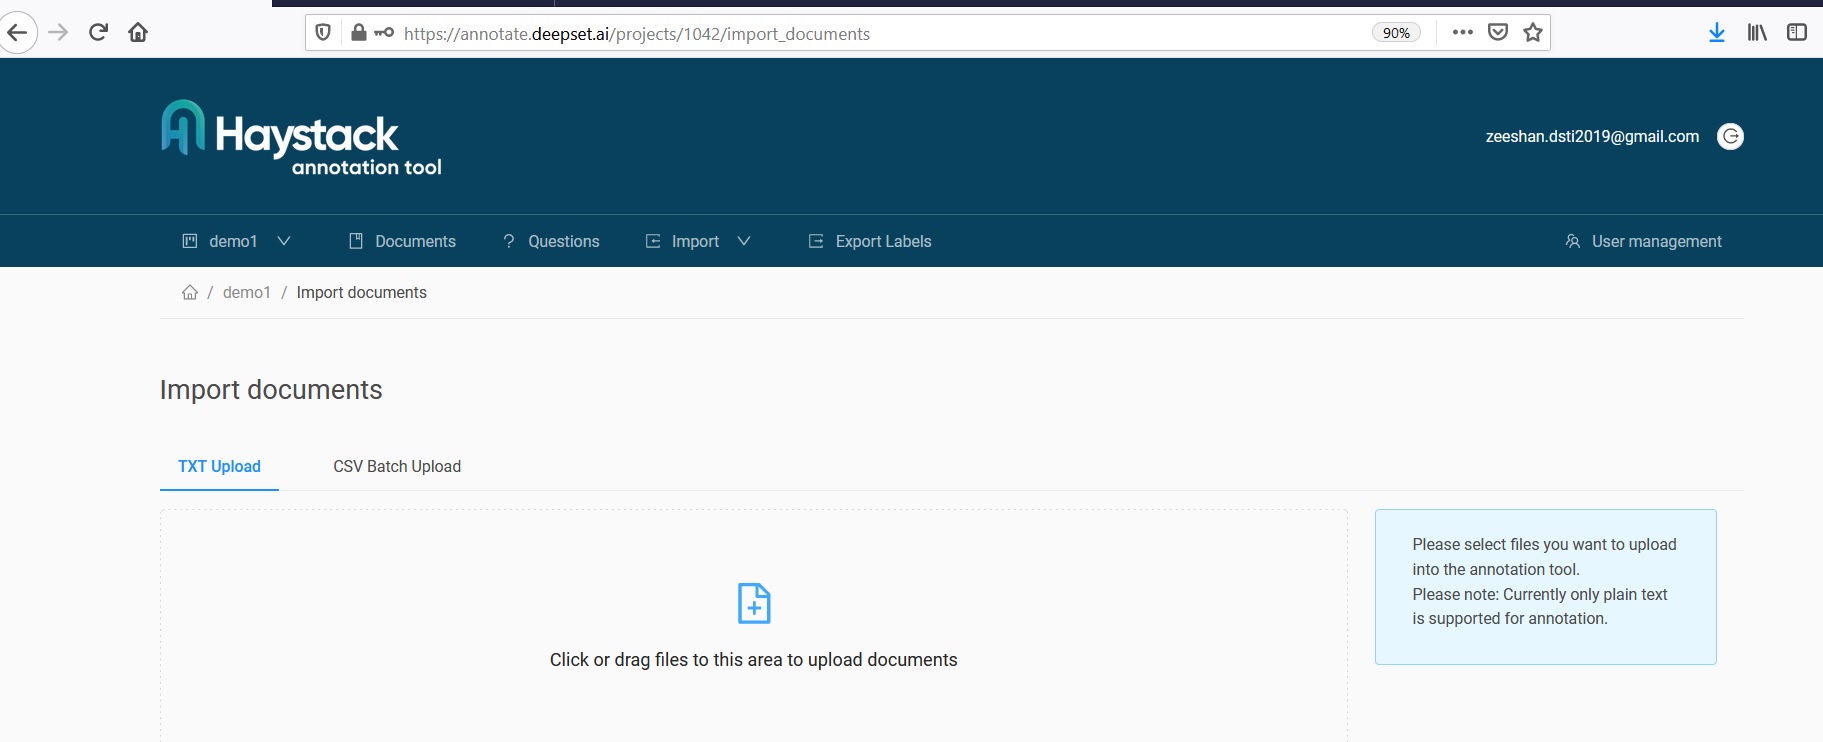 https://annotate.deepset.ai/projects/1042/import_documents
90%
Haystack
annotation tool
zeeshan.dsti2019@gmail.com
demo1
Documents
Questions
Import
Export Labels
User management
/ demo1 / Import documents
Import documents
TXT Upload
CSV Batch Upload
Click or drag files to this area to upload documents
Please select files you want to upload
into the annotation tool.
Please note: Currently only plain text
is supported for annotation.